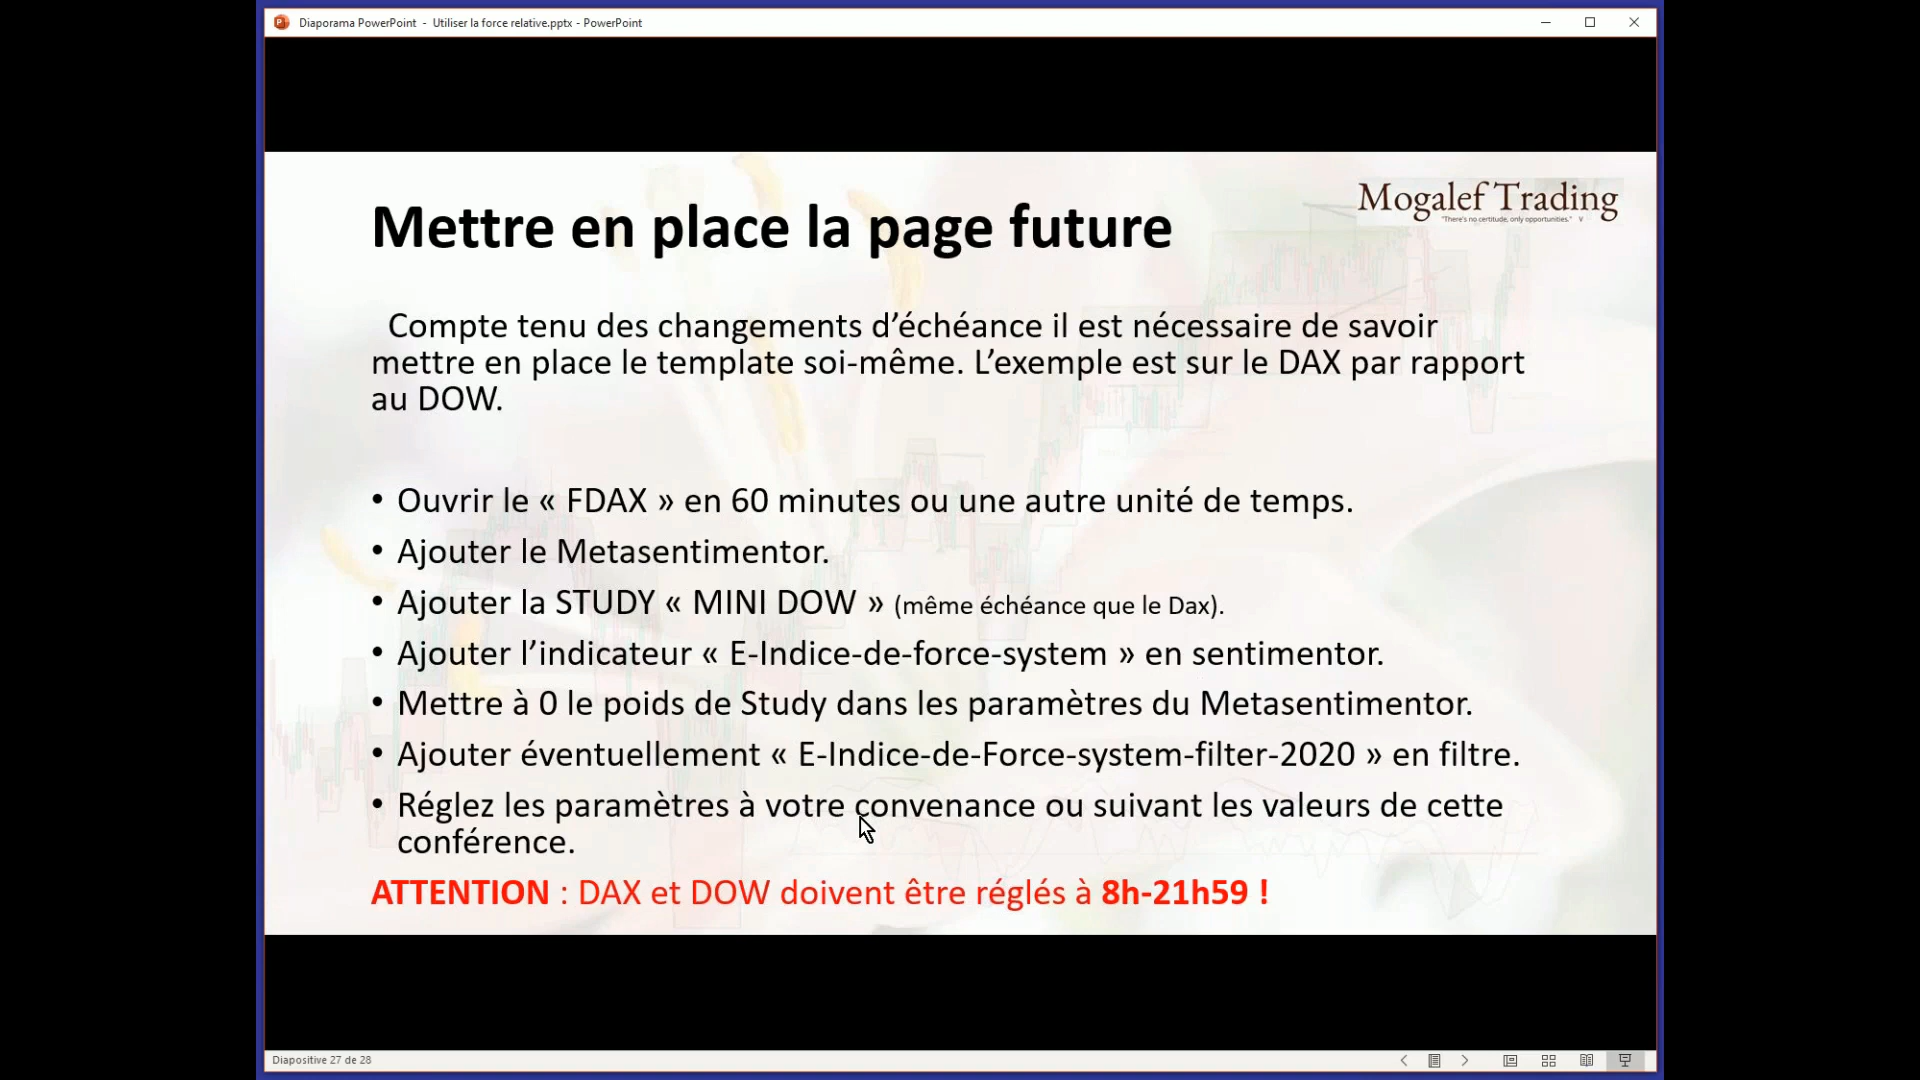 Diaporama PowerPoint - Utiliser la force relative.pptx - PowerPoint
Mogalef Trading
"There's no certitude, only opportunities." V
Mettre en place la page future
Compte tenu des changements d’échéance il est nécessaire de savoir
mettre en place le template soi-même. L’exemple est sur le DAX par rapport
au DOW.
• Ouvrir le « FDAX » en 60 minutes ou une autre unité de temps.
• Ajouter le Metasentimentor.
• Ajouter la STUDY « MINI DOW » (même échéance que le Dax).
• Ajouter l’indicateur « E-Indice-de-force-system » en sentimentor.
• Mettre à 0 le poids de Study dans les paramètres du Metasentimentor.
• Ajouter éventuellement « E-Indice-de-Force-system-filter-2020 » en filtre.
• Réglez les paramètres à votre convenance ou suivant les valeurs de cette
conférence.
ATTENTION : DAX et DOW doivent être réglés à 8h-21h59 !
Diapositive 27 de 28